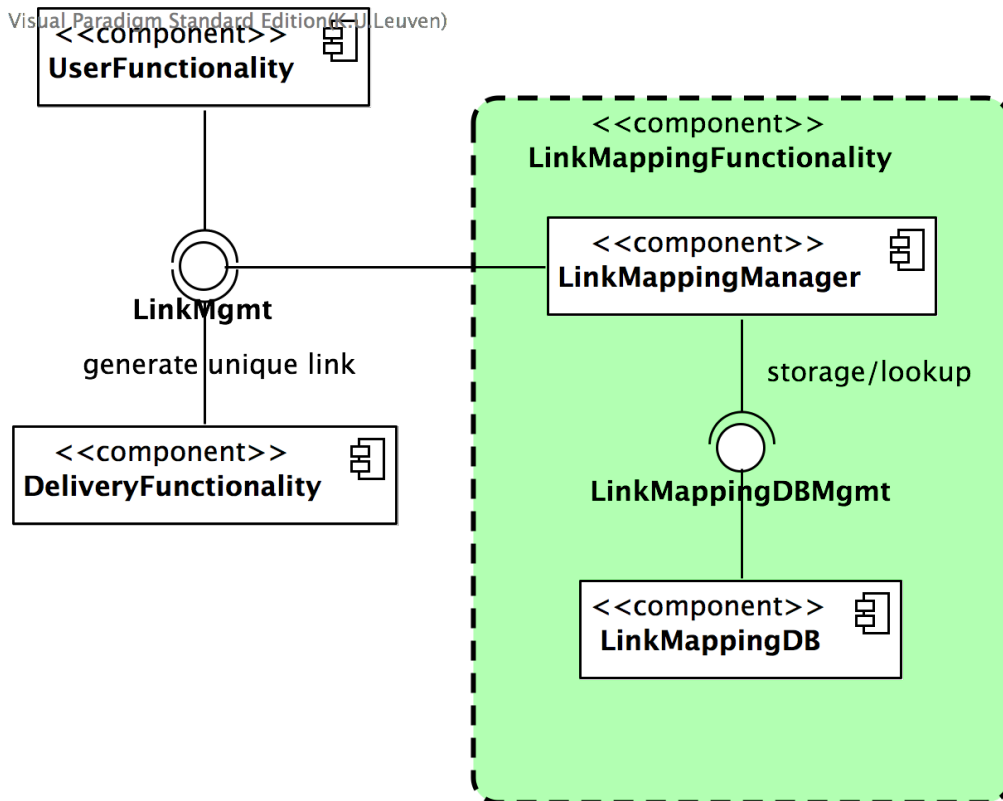 Visual Paradigm Standard Edition(K.U.Leuven)
<<component>>
UserFunctionality
<<component>>
LinkMappingFunctionality
<<component>>
LinkMappingManager
LinkMgmt
generate unique link
storage/lookup
<<component>>
DeliveryFunctionality
LinkMappingDBMgmt
<<component>>
LinkMappingDB